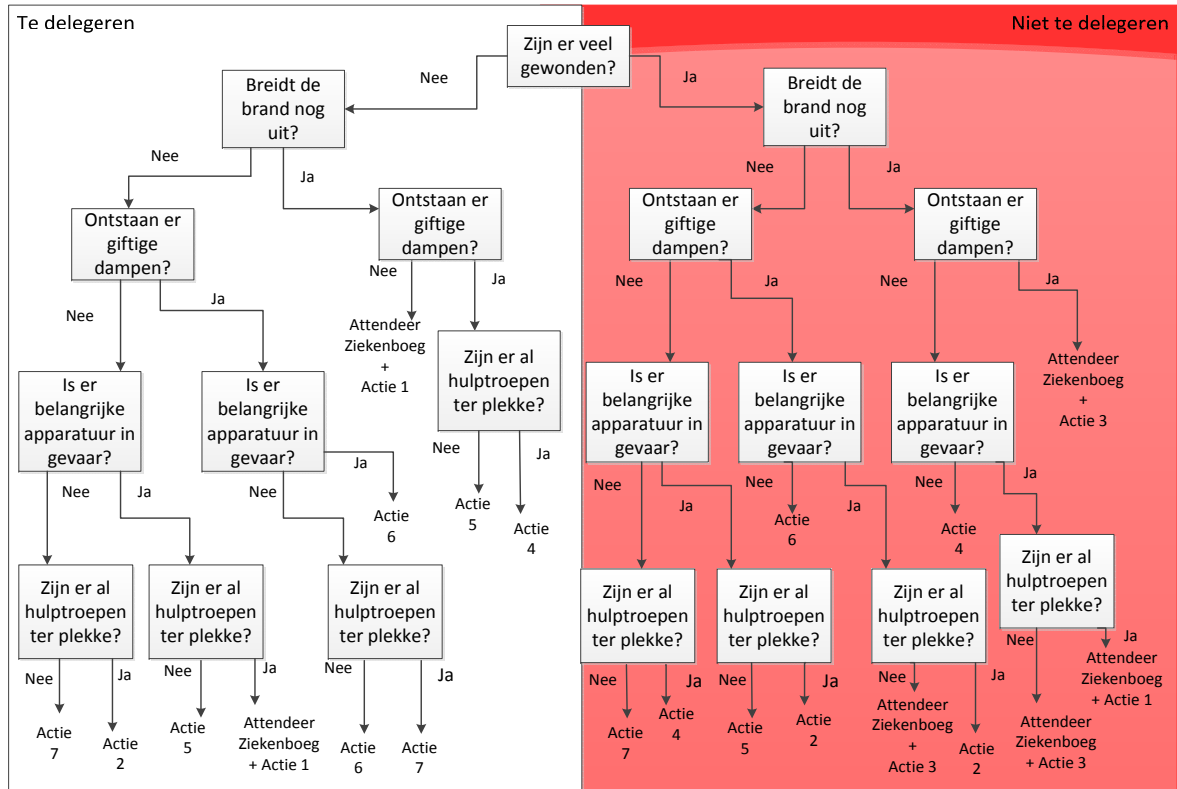 Te delegeren
Niet te delegeren
Zijn er veel
gewonden?
Nee
Ja
Breidt de
brand nog
uit?
Breidt de
brand nog
uit?
Nee
Ja
Nee
Ja
Ontstaan er
giftige
dampen?
Ontstaan er
giftige
dampen?
Ontstaan er
giftige
dampen?
Ontstaan er
giftige
dampen?
Nee
Ja
Nee
Ja
Nee
Ja
Nee
Ja
Attendeer
Ziekenboeg
+
Actie 1
Zijn er al
hulptroepen
ter plekke?
Attendeer
Ziekenboeg
+
Actie 3
Is er
belangrijke
apparatuur in
gevaar?
Is er
belangrijke
apparatuur in
gevaar?
Is er
belangrijke
apparatuur in
gevaar?
Is er
belangrijke
apparatuur in
gevaar?
Is er
belangrijke
apparatuur in
gevaar?
Nee
Ja
Nee
Ja
Nee
Ja
Nee
Ja
Nee
Ja
Nee
Ja
Actie
6
Actie
5
Actie
4
Actie
6
Actie
4
Zijn er al
hulptroepen
ter plekke?
Zijn er al
hulptroepen
ter plekke?
Zijn er al
hulptroepen
ter plekke?
Zijn er al
hulptroepen
ter plekke?
Zijn er al
hulptroepen
ter plekke?
Zijn er al
hulptroepen
ter plekke?
Zijn er al
hulptroepen
ter plekke?
Nee
Ja
Nee
Ja
Nee
Ja
Nee
Ja
Nee
Ja
Nee
Ja
Nee
Ja
Actie
7
Actie
2
Actie
5
Attendeer
Ziekenboeg
+ Actie 1
Actie
6
Actie
7
Actie
7
Actie
4
Actie
5
Actie
2
Attendeer
Ziekenboeg
+
Actie 3
Actie
2
Attendeer
Ziekenboeg
+ Actie 3
Attendeer
Ziekenboeg
+ Actie 1